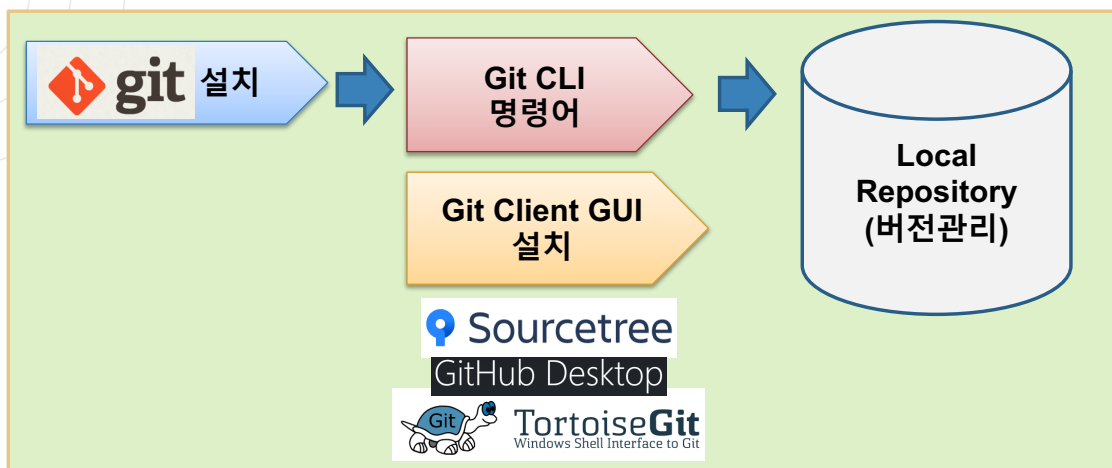 git 설치
Git CLI
명령어
Git Client GUI
설치
Local
Repository
(버전관리)
Sourcetree
GitHub Desktop
Git
TortoiseGit
Windows Shell Interface to Git